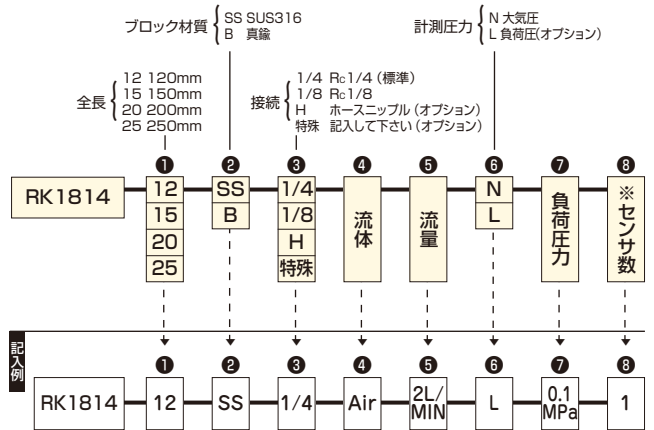 ブロック材質 SS SUS316
B 真鍮
計測圧力 N 大気圧
L 負荷圧(オプション)
全長 12 120mm
15 150mm
20 200mm
25 250mm
接続 1/4 Rc1/4 (標準)
1/8 Rc1/8
H ホースニップル (オプション)
特殊 記入して下さい (オプション)
❶ ❷ ❸ ❹ ❺ ❻ ❼ ❽
RK1814
12
15
20
25
SS
B
1/4
1/8
H
特殊
流体
流量
N
L
負荷圧力
※センサ数
記入例
❶ ❷ ❸ ❹ ❺ ❻ ❼ ❽
RK1814 12 SS 1/4 Air 2L/MIN L 0.1MPa 1